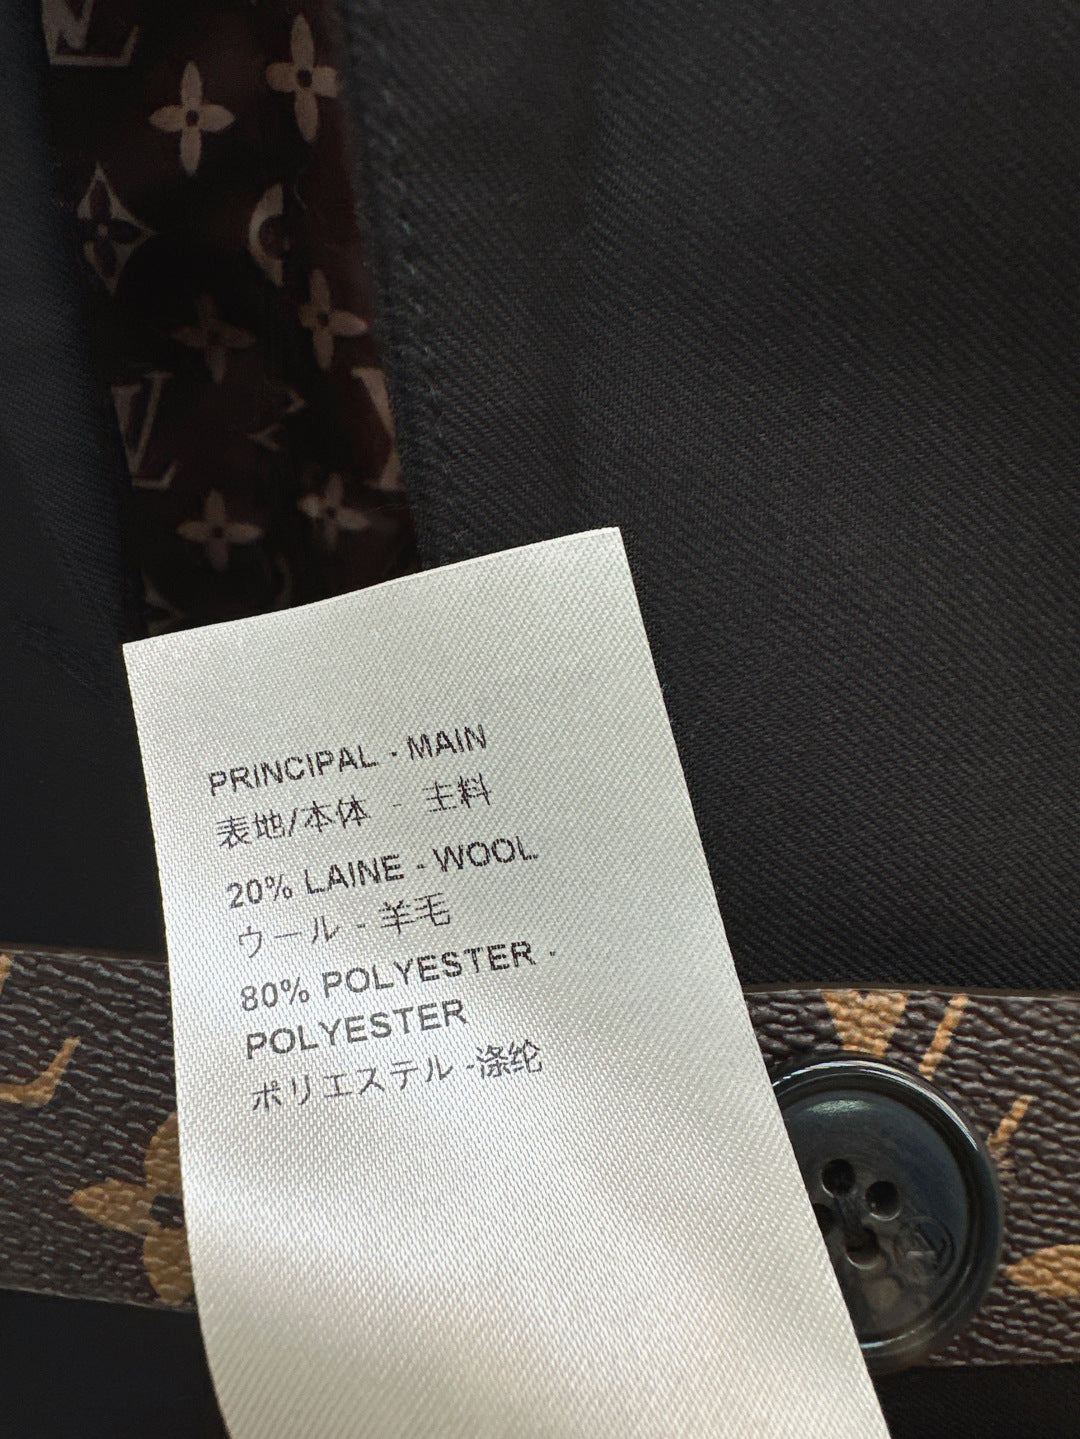 PRINCIPAL - MAIN
表地/本体 - 主料
20% LAINE - WOOL
ウール - 羊毛
80% POLYESTER -
POLYESTER
ポリエステル -涤纶